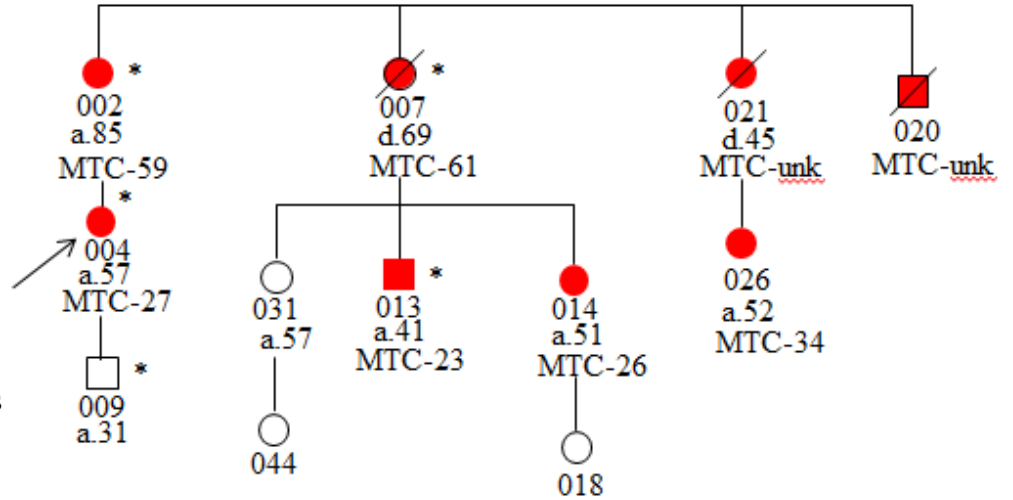 *
002
a.85
MTC-59
*
007
d.69
MTC-61
021
d.45
MTC-unk
020
MTC-unk
*
004
a.57
MTC-27
*
009
a.31
031
a.57
044
*
013
a.41
MTC-23
014
a.51
MTC-26
018
026
a.52
MTC-34